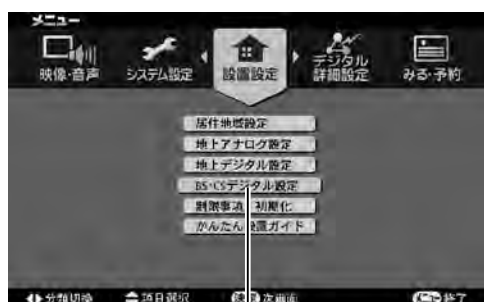 メニュー
映像・音声
システム設定
設置設定
デジタル
詳細設定
みる・予約
居住地域設定
地上アナログ設定
地上デジタル設定
BS・CSデジタル設定
制限事項 初期化
かんたん設置ガイド
分類切換 項目選択 次画面 終了